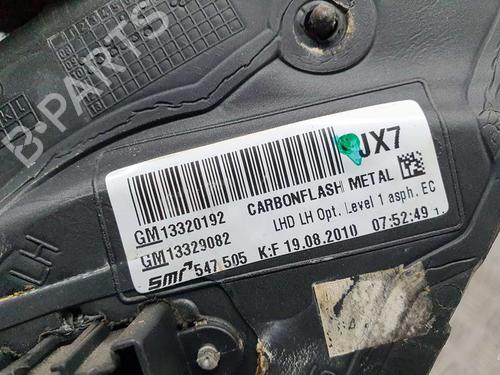 B-PARTS
JX7
CARBONFLASH METAL
LHD LH Opt. Level 1 asph. EC
GM13320192
GM13329082
smr 547 505 K:F 19.08.2010 07:52:49
LH